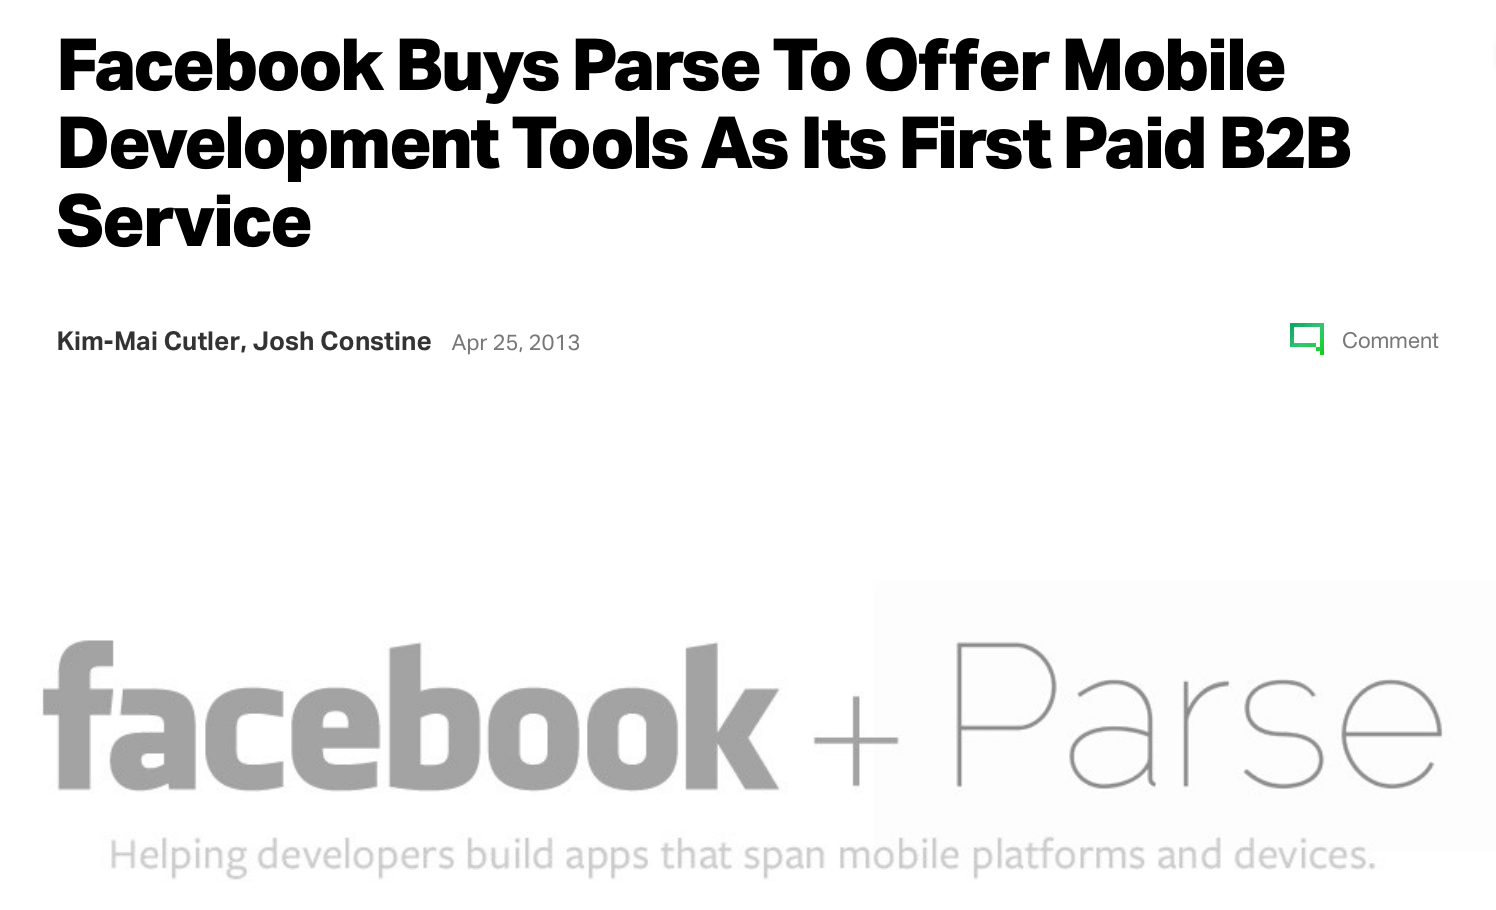 Facebook Buys Parse To Offer Mobile
Development Tools As Its First Paid B2B
Service
Kim-Mai Cutler, Josh Constine Apr 25, 2013
Comment
facebook + Parse
Helping developers build apps that span mobile platforms and devices.